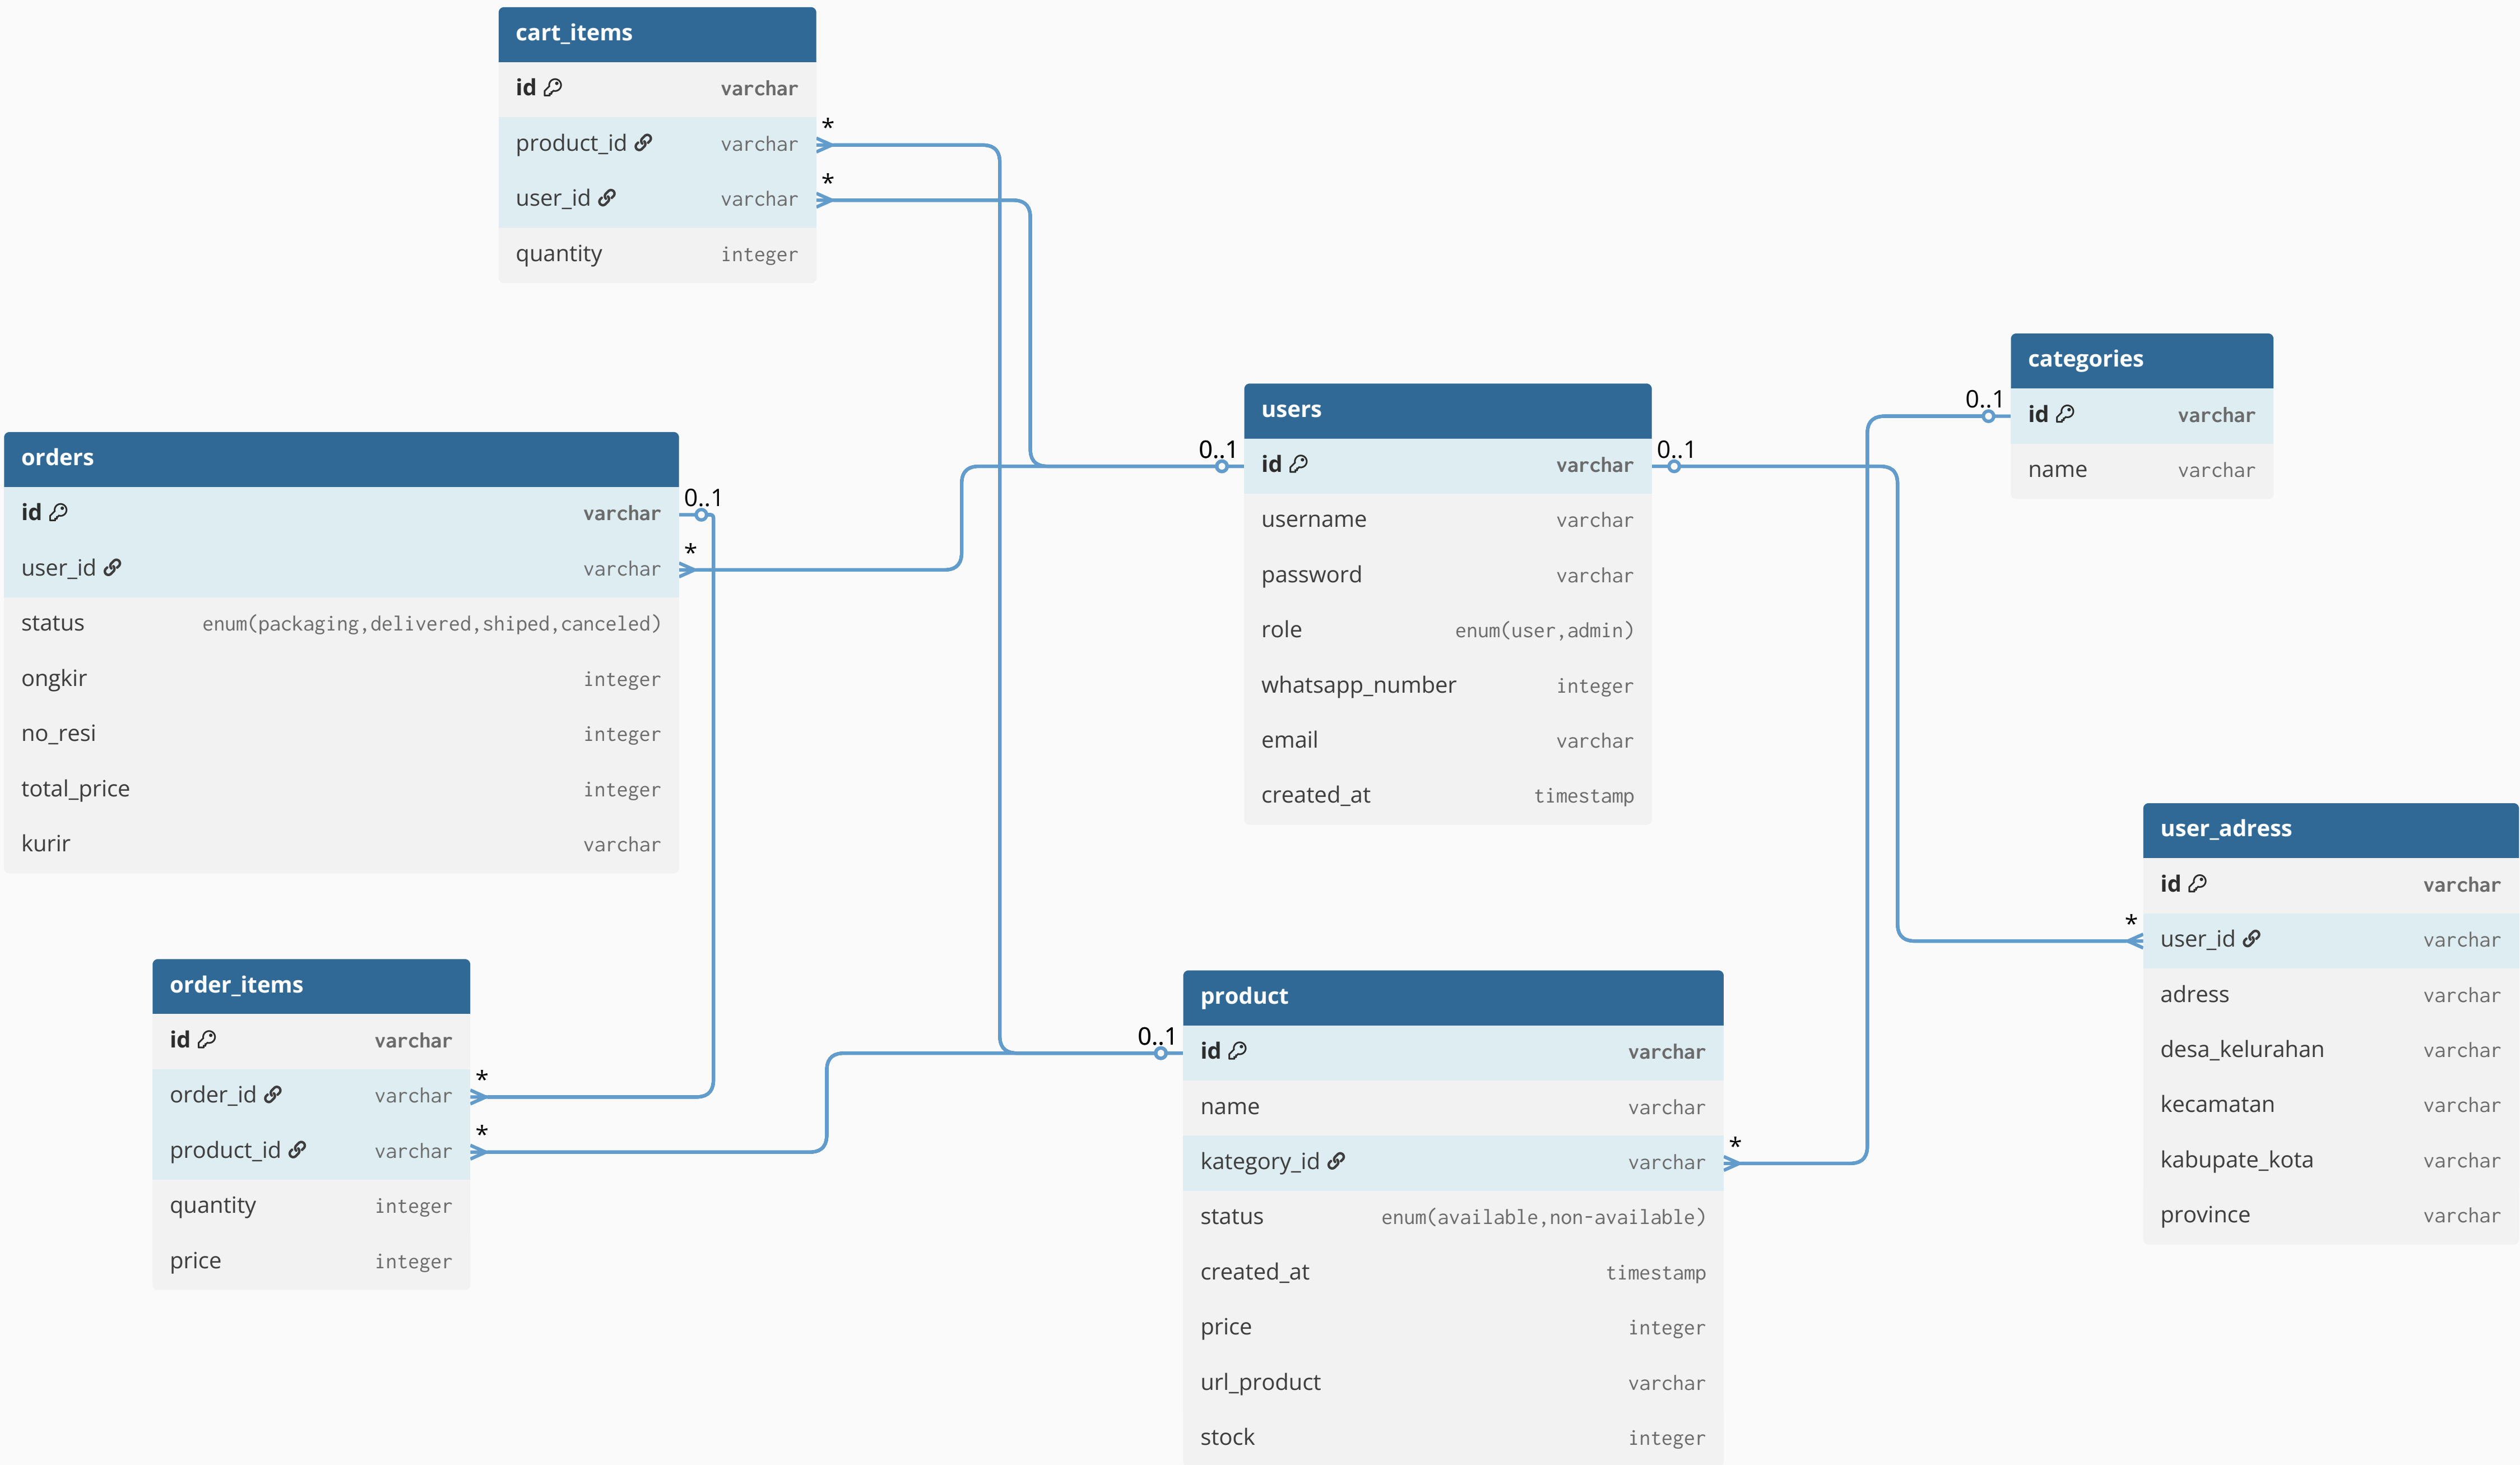 cart_items
id varchar
product_id varchar *
user_id varchar *
quantity integer
orders
id varchar 0..1
user_id varchar *
status enum(packaging,delivered,shiped,canceled)
ongkir integer
no_resi integer
total_price integer
kurir varchar
order_items
id varchar
order_id varchar *
product_id varchar *
quantity integer
price integer
users
0..1 id varchar 0..1
username varchar
password varchar
role enum(user,admin)
whatsapp_number integer
email varchar
created_at timestamp
product
0..1 id varchar
name varchar
kategory_id varchar *
status enum(available,non-available)
created_at timestamp
price integer
url_product varchar
stock integer
categories
0..1 id varchar
name varchar
user_adress
id varchar
* user_id varchar
adress varchar
desa_kelurahan varchar
kecamatan varchar
kabupate_kota varchar
province varchar